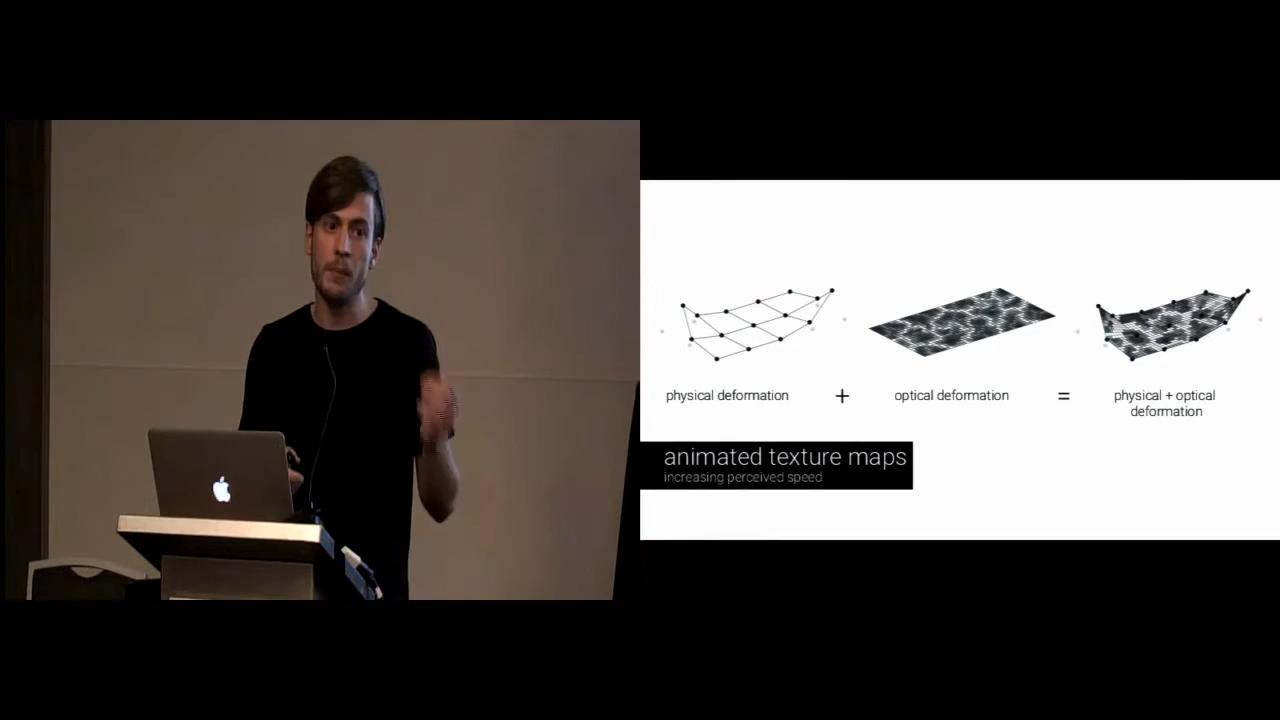 physical deformation
+
optical deformation
=
physical + optical
deformation
animated texture maps
increasing perceived speed